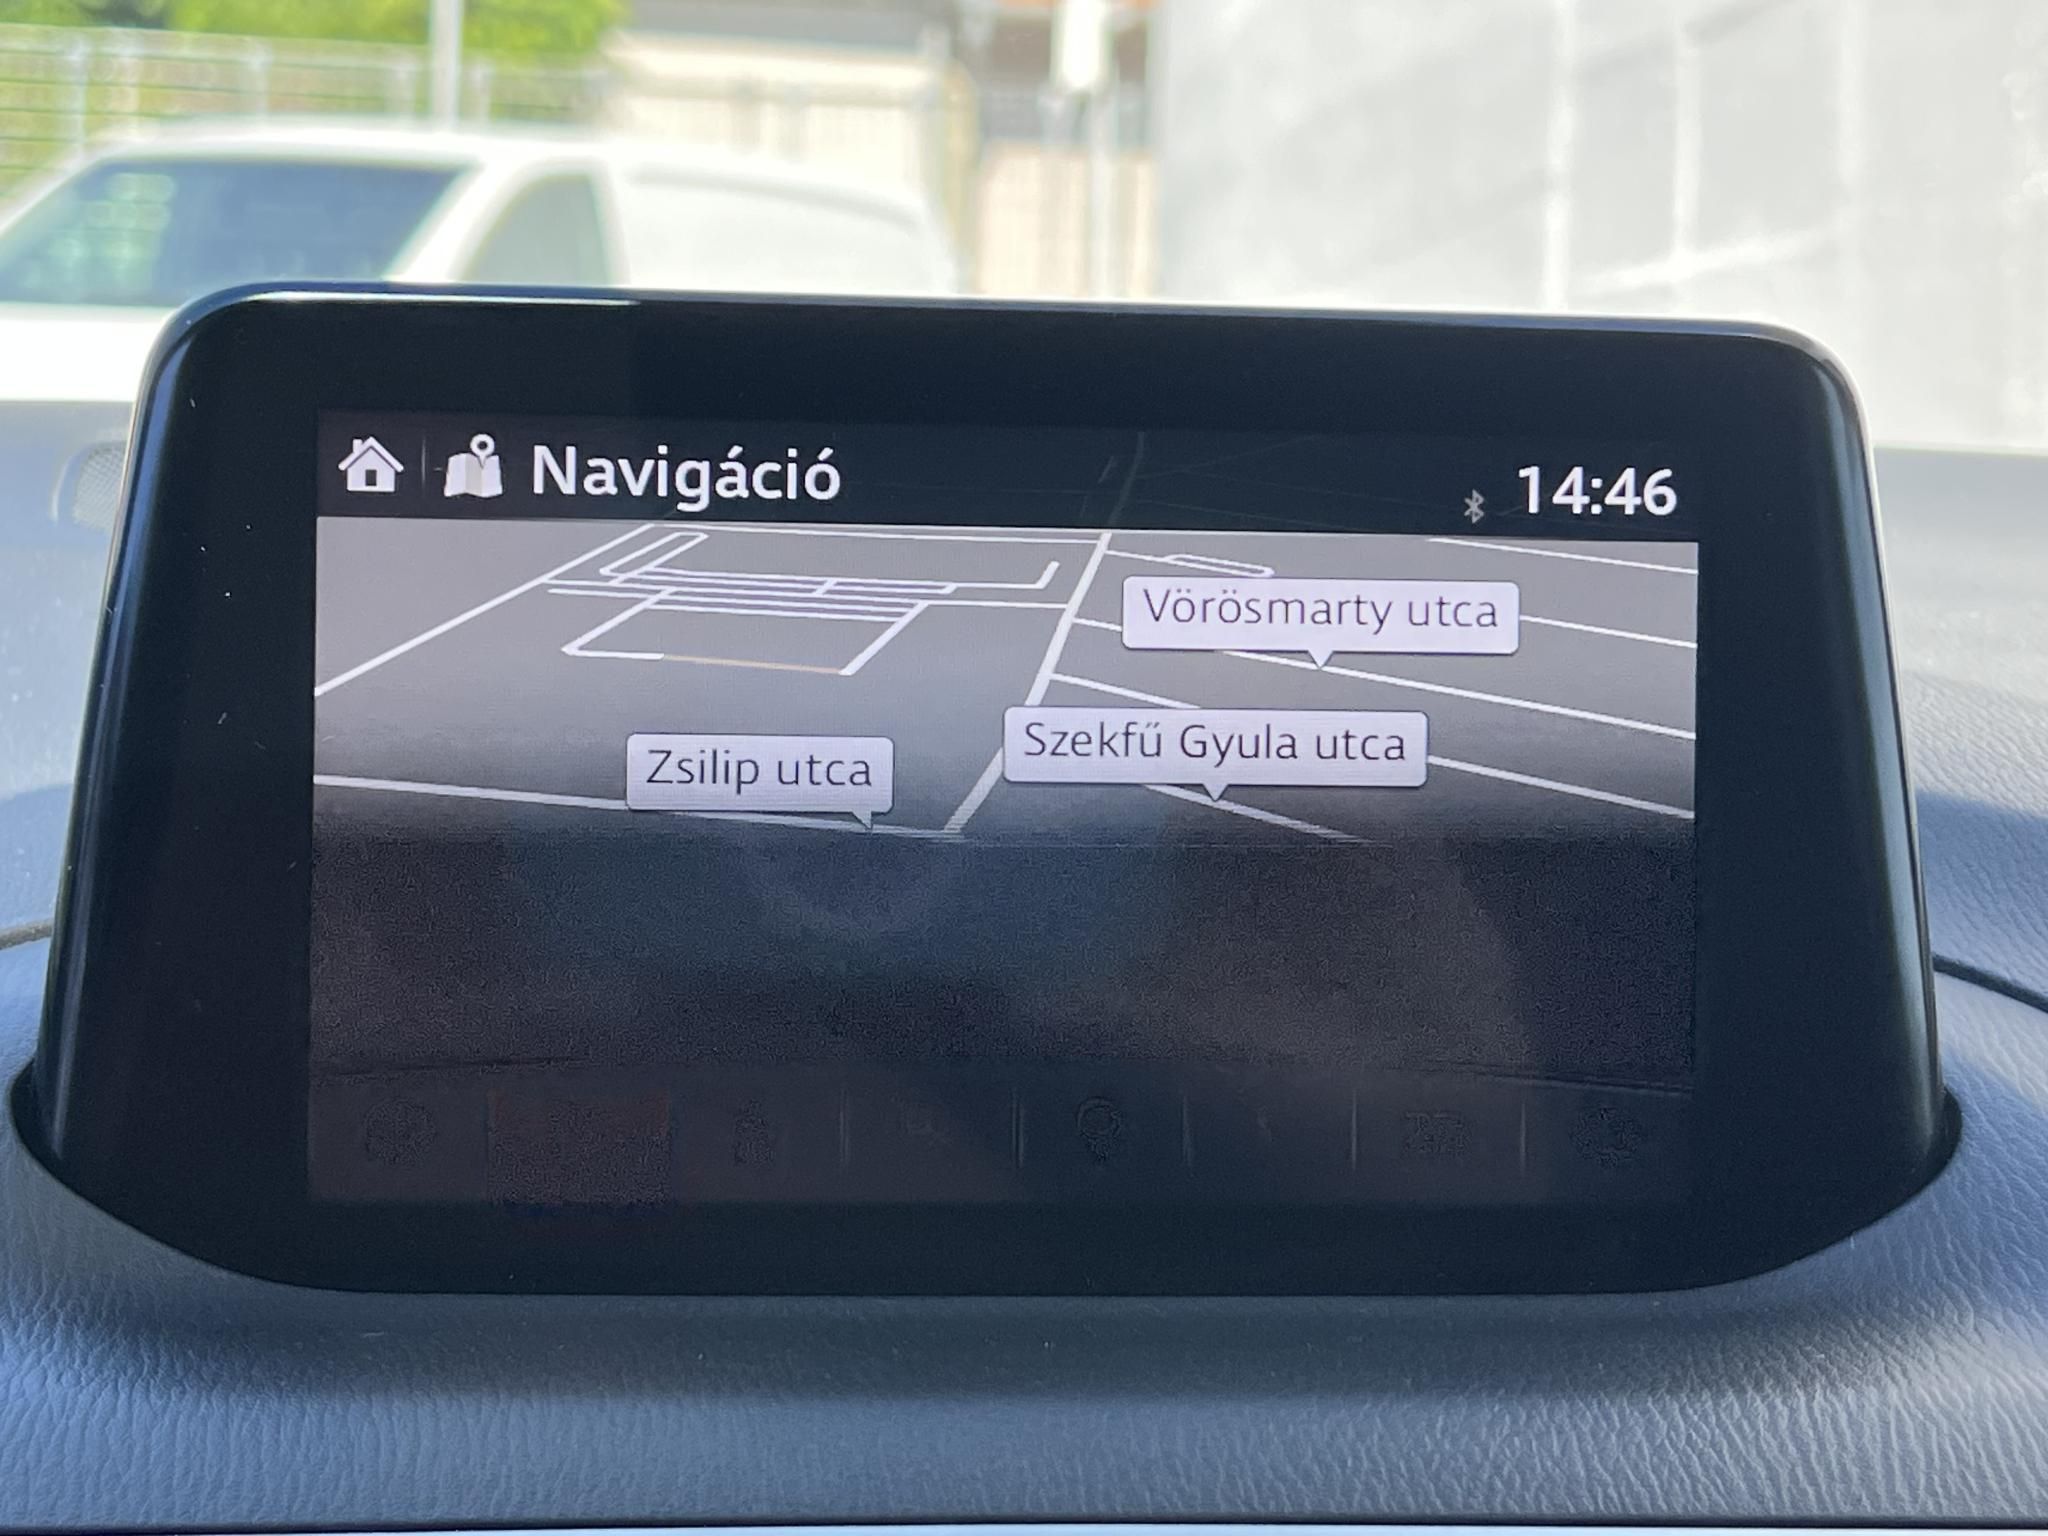 Navigáció
14:46
Vörösmarty utca
Szekfű Gyula utca
Zsilip utca